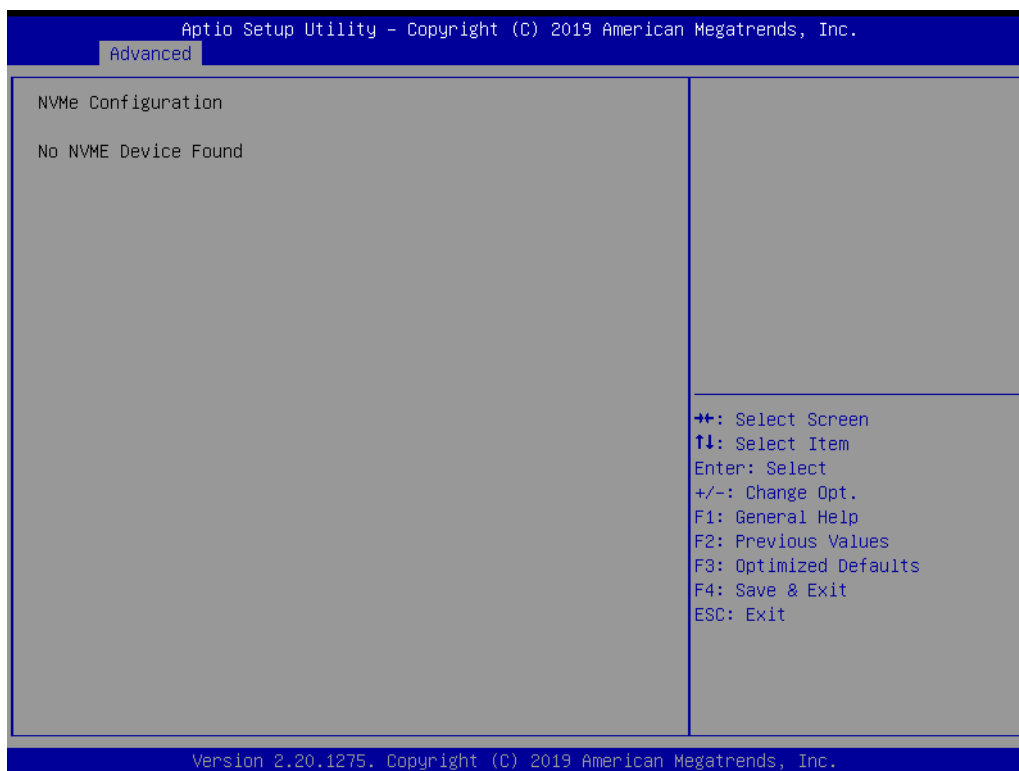 Aptio Setup Utility – Copyright (C) 2019 American Megatrends, Inc.
Advanced
NVMe Configuration
No NVME Device Found
→←: Select Screen
↑↓: Select Item
Enter: Select
+/-: Change Opt.
F1: General Help
F2: Previous Values
F3: Optimized Defaults
F4: Save & Exit
ESC: Exit
Version 2.20.1275. Copyright (C) 2019 American Megatrends, Inc.